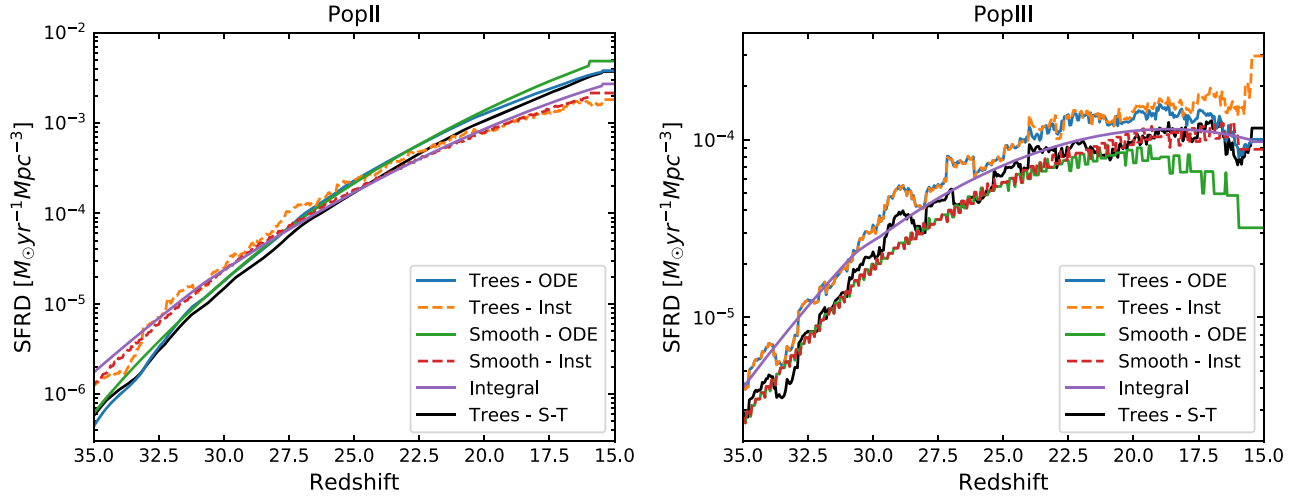 PopII
SFRD [M⊙yr⁻¹Mpc⁻³]
10⁻²
10⁻³
10⁻⁴
10⁻⁵
10⁻⁶
Trees - ODE
Trees - Inst
Smooth - ODE
Smooth - Inst
Integral
Trees - S-T
35.0 32.5 30.0 27.5 25.0 22.5 20.0 17.5 15.0
Redshift
PopIII
SFRD [M⊙yr⁻¹Mpc⁻³]
10⁻⁴
10⁻⁵
Trees - ODE
Trees - Inst
Smooth - ODE
Smooth - Inst
Integral
Trees - S-T
35.0 32.5 30.0 27.5 25.0 22.5 20.0 17.5 15.0
Redshift